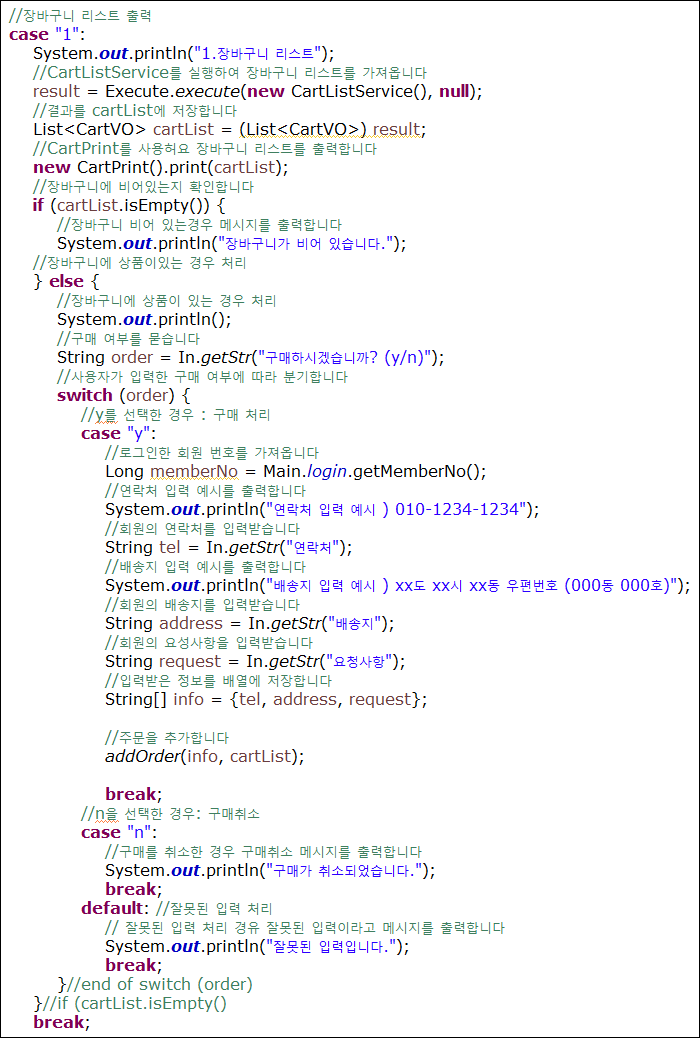 //장바구니 리스트 출력
case "1":
System.out.println("1.장바구니 리스트");
//CartListService를 실행하여 장바구니 리스트를 가져옵니다
result = Execute.execute(new CartListService(), null);
//결과를 cartList에 저장합니다
List<CartVO> cartList = (List<CartVO>) result;
//CartPrint를 사용허요 장바구니 리스트를 출력합니다
new CartPrint().print(cartList);
//장바구니에 비어있는지 확인합니다
if (cartList.isEmpty()) {
//장바구니 비어 있는경우 메시지를 출력합니다
System.out.println("장바구니가 비어 있습니다.");
//장바구니에 상품이있는 경우 처리
} else {
//장바구니에 상품이 있는 경우 처리
System.out.println();
//구매 여부를 묻습니다
String order = In.getStr("구매하시겠습니까? (y/n)");
//사용자가 입력한 구매 여부에 따라 분기합니다
switch (order) {
//y를 선택한 경우 : 구매 처리
case "y":
//로그인한 회원 번호를 가져옵니다
Long memberNo = Main.login.getMemberNo();
//연락처 입력 예시를 출력합니다
System.out.println("연락처 입력 예시 ) 010-1234-1234");
//회원의 연락처를 입력받습니다
String tel = In.getStr("연락처");
//배송지 입력 예시를 출력합니다
System.out.println("배송지 입력 예시 ) xx도 xx시 xx동 우편번호 (000동 000호)");
//회원의 배송지를 입력받습니다
String address = In.getStr("배송지");
//회원의 요성사항을 입력받습니다
String request = In.getStr("요청사항");
//입력받은 정보를 배열에 저장합니다
String[] info = {tel, address, request};
//주문을 추가합니다
addOrder(info, cartList);
break;
//n을 선택한 경우: 구매취소
case "n":
//구매를 취소한 경우 구매취소 메시지를 출력합니다
System.out.println("구매가 취소되었습니다.");
break;
default: //잘못된 입력 처리
// 잘못된 입력 처리 경유 잘못된 입력이라고 메시지를 출력합니다
System.out.println("잘못된 입력입니다.");
break;
}//end of switch (order)
}//if (cartList.isEmpty()
break;